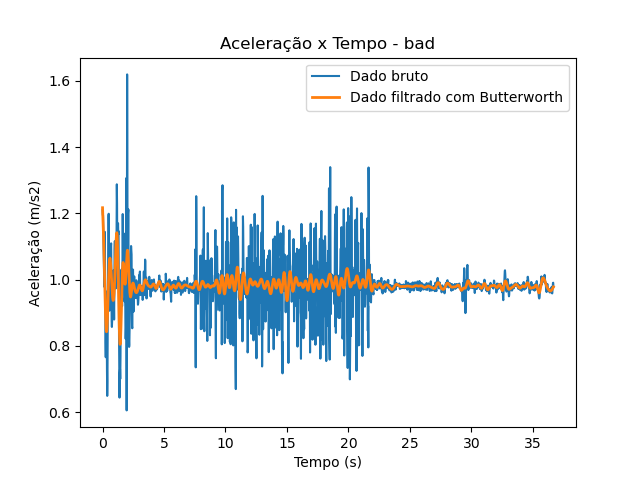 Aceleração x Tempo - bad
Dado bruto
Dado filtrado com Butterworth
Aceleração (m/s2)
1.6
1.4
1.2
1.0
0.8
0.6
0
5
10
15
20
25
30
35
Tempo (s)